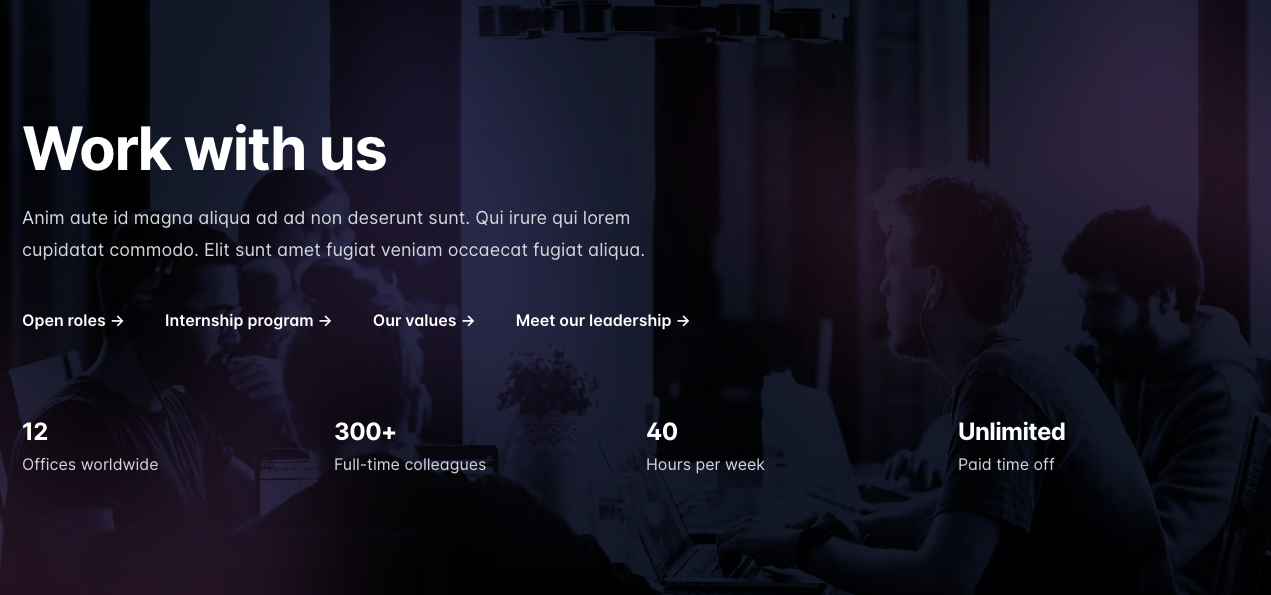 Work with us
Anim aute id magna aliqua ad ad non deserunt sunt. Qui irure qui lorem
cupidatat commodo. Elit sunt amet fugiat veniam occaecat fugiat aliqua.
Open roles → Internship program → Our values → Meet our leadership →
12 300+ 40 Unlimited
Offices worldwide Full-time colleagues Hours per week Paid time off